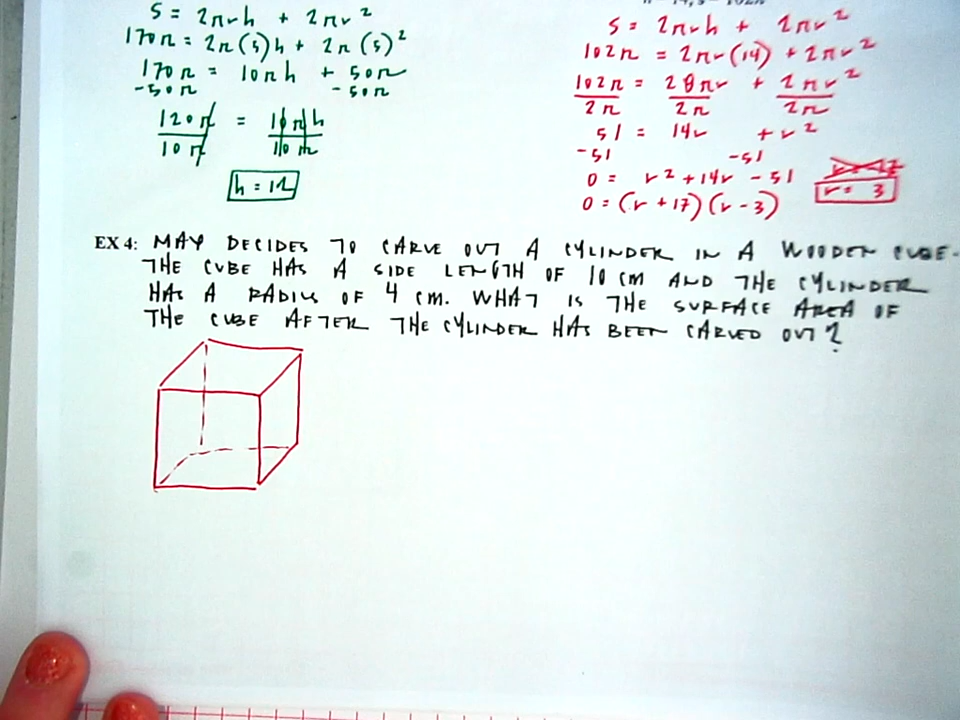 S = 2πrh + 2πr²
170π = 2π(5)h + 2π(5)²
170π = 10πh + 50π
-50π -50π
120π = 10πh
10π 10π
h = 12
S = 2πrh + 2πr²
102π = 2πr(14) + 2πr²
102π = 28πr + 2πr²
2π 2π 2π
51 = 14r + r²
-51 -51
0 = r² + 14r - 51
0 = (r + 17)(r - 3)
r = 3
EX 4: MAY DECIDES TO CARVE OUT A CYLINDER IN A WOODEN CUBE.
THE CUBE HAS A SIDE LENGTH OF 10 CM AND THE CYLINDER
HAS A RADIUS OF 4 CM. WHAT IS THE SURFACE AREA OF
THE CUBE AFTER THE CYLINDER HAS BEEN CARVED OUT?